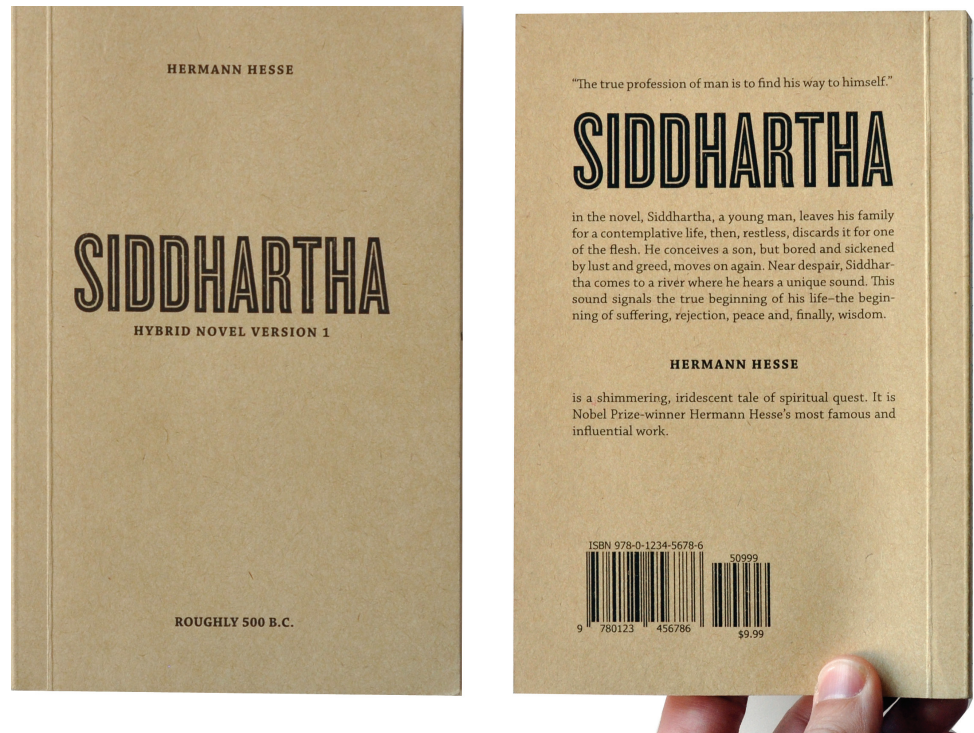 HERMANN HESSE
SIDDHARTHA
HYBRID NOVEL VERSION 1
ROUGHLY 500 B.C.
“The true profession of man is to find his way to himself.”
SIDDHARTHA
in the novel, Siddhartha, a young man, leaves his family
for a contemplative life, then, restless, discards it for one
of the flesh. He conceives a son, but bored and sickened
by lust and greed, moves on again. Near despair, Siddhar-
tha comes to a river where he hears a unique sound. This
sound signals the true beginning of his life–the begin-
ning of suffering, rejection, peace and, finally, wisdom.
HERMANN HESSE
is a shimmering, iridescent tale of spiritual quest. It is
Nobel Prize-winner Hermann Hesse's most famous and
influential work.
ISBN 978-0-1234-5678-6
50999
9 780123 456786
$9.99